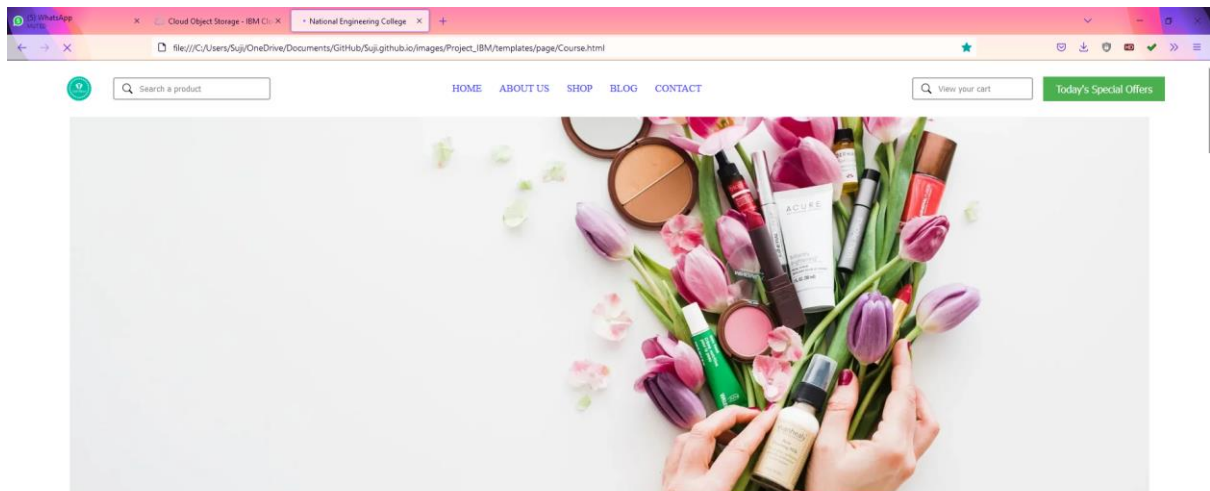 (5) WhatsApp
Cloud Object Storage - IBM Clo
National Engineering College
file:///C:/Users/Suji/OneDrive/Documents/GitHub/Suji.github.io/images/Project_IBM/templates/page/Course.html
Search a product
HOME ABOUT US SHOP BLOG CONTACT
View your cart
Today's Special Offers
ACURE